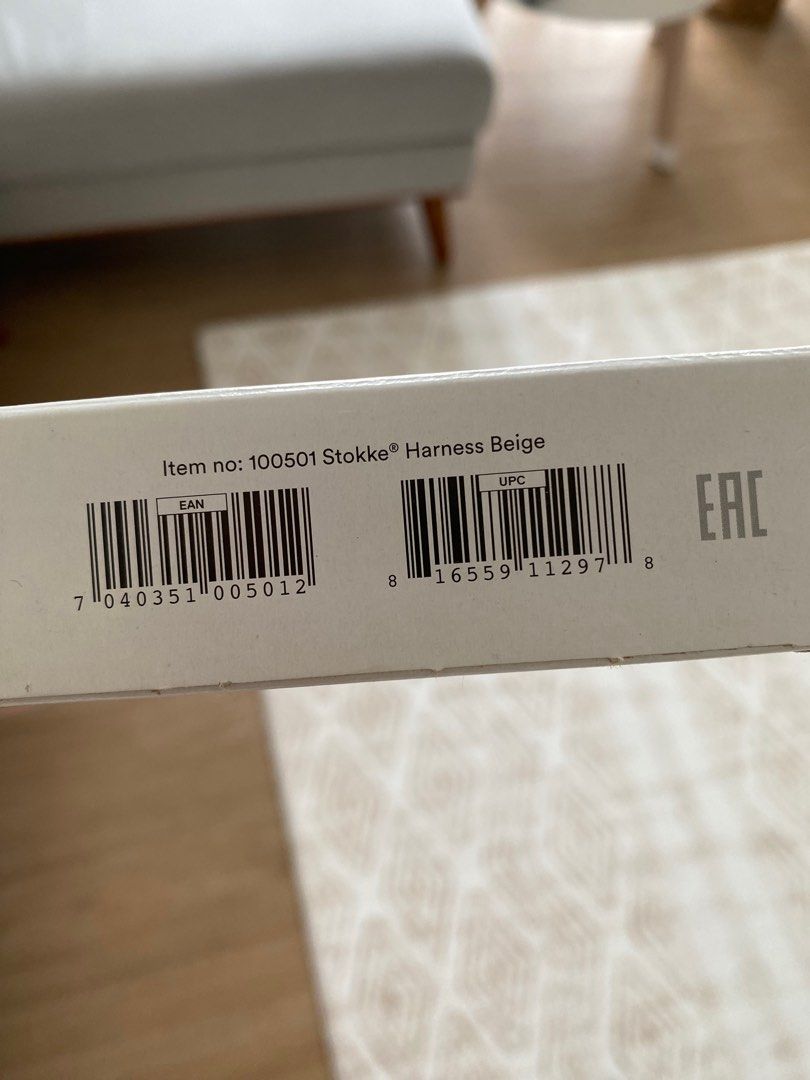 Item no: 100501 Stokke® Harness Beige
EAN
7 040351 005012
UPC
8 16559 11297 8
EAC